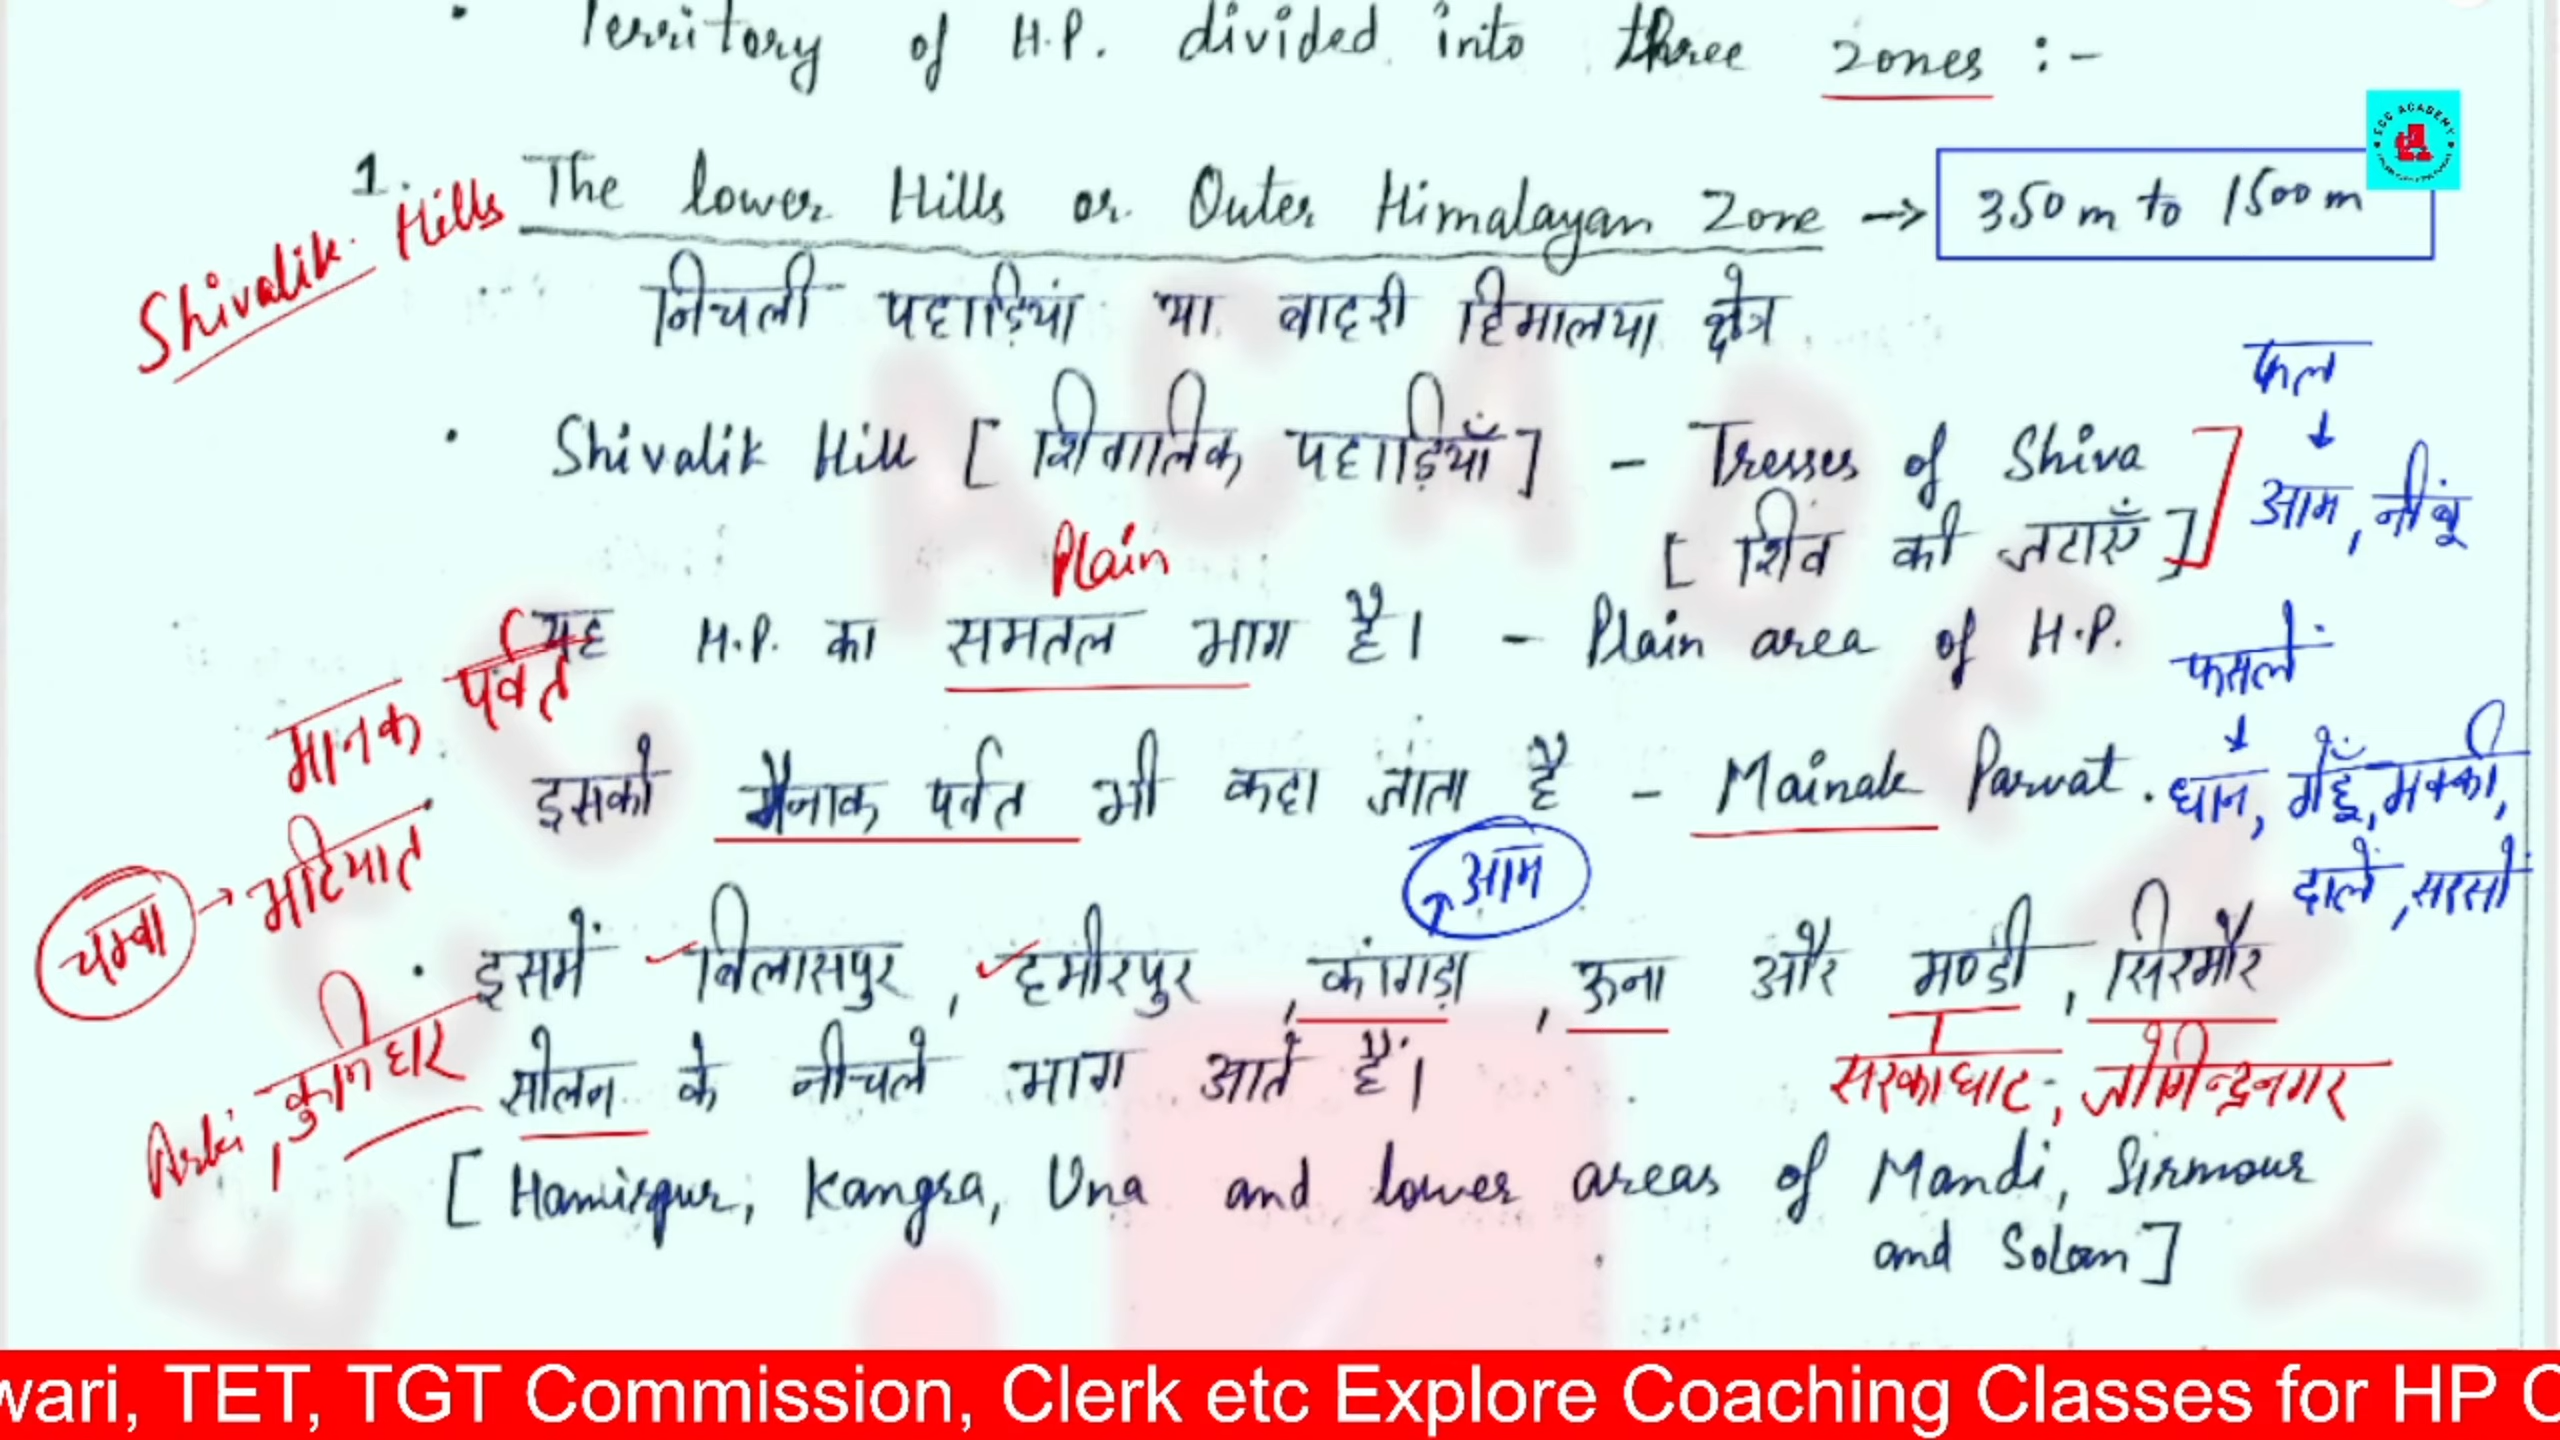 • Territory of H.P. divided into three zones :-
1. The lower Hills or Outer Himalayan Zone → 350 m to 1500 m
Shivalik Hills
निचली पहाड़ियां या बाहरी हिमालया क्षेत्र
• Shivalik Hill [ शिवालिक पहाड़ियाँ ] - Tresses of Shiva
[ शिव की जटाएँ ]
फल
↓
आम, नींबू
Plain
यह H.P. का समतल भाग है। - Plain area of H.P.
मानक पर्वत
इसको मैनाक पर्वत भी कहा जाता है - Mainak Parvat.
फसलें
↓
धान, गेहूँ, मक्की,
दालें, सरसों
चम्बा → भटियात
आम
• इसमें बिलासपुर, हमीरपुर, कांगड़ा, ऊना और मण्डी, सिरमौर
सोलन के नीचले भाग आते हैं।
सरकाघाट, जोगिन्द्रनगर
Arki, कुनिहार
[ Hamirpur, Kangra, Una and lower areas of Mandi, Sirmour
and Solan ]
wari, TET, TGT Commission, Clerk etc Explore Coaching Classes for HP C